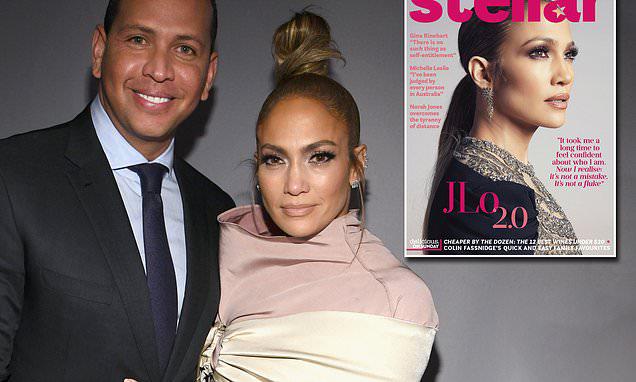 stellar
Gina Rinehart
"There is no
such thing as
self-entitlement"
Michelle Leslie
"I've been
judged by
every person
in Australia"
Norah Jones
overcomes
the tyranny
of distance
"It took me a
long time to
feel confident
about who I am.
Now I realise:
it's not a mistake.
It's not a fluke"
JLo
2.0
delicious.
ON SUNDAY
CHEAPER BY THE DOZEN: THE 12 BEST WINES UNDER $20
COLIN FASSNIDGE'S QUICK AND EASY FAMILY FAVOURITES